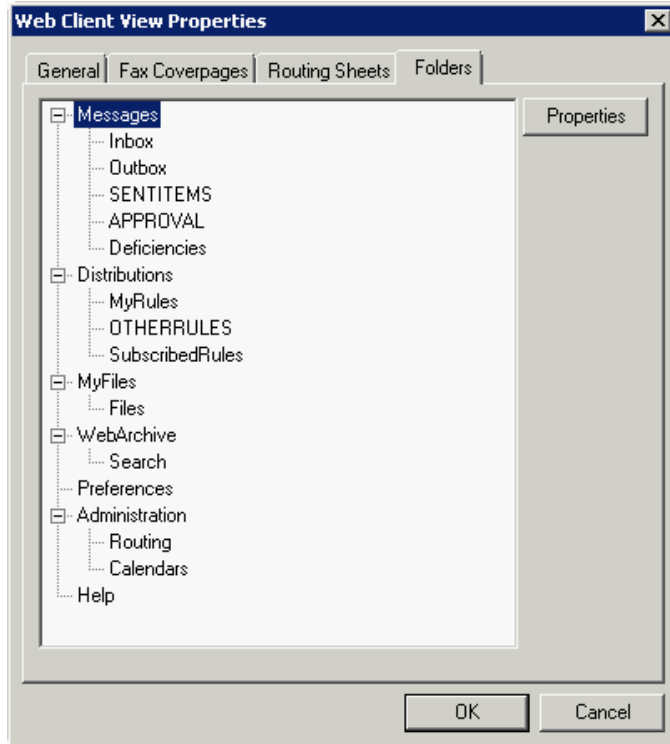 Web Client View Properties
General Fax Coverpages Routing Sheets Folders
Messages Properties
Inbox
Outbox
SENTITEMS
APPROVAL
Deficiencies
Distributions
MyRules
OTHERRULES
SubscribedRules
MyFiles
Files
WebArchive
Search
Preferences
Administration
Routing
Calendars
Help
OK Cancel